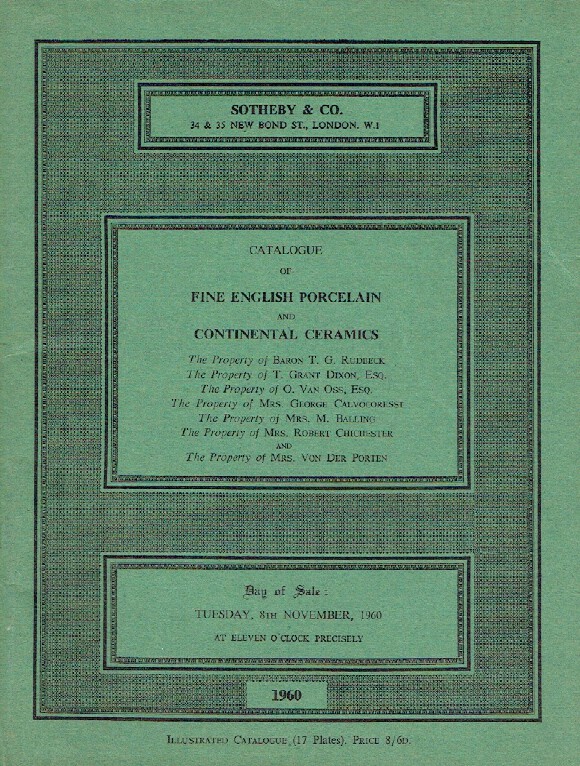 SOTHEBY & CO.
34 & 35 NEW BOND ST., LONDON. W.1
CATALOGUE
OF
FINE ENGLISH PORCELAIN
AND
CONTINENTAL CERAMICS
The Property of BARON T. G. RUDBECK
The Property of T. GRANT DIXON, ESQ.
The Property of O. VAN OSS, ESQ.
The Property of MRS. GEORGE CALVOCORESSI
The Property of MRS. M. BALLING
The Property of MRS. ROBERT CHICHESTER
AND
The Property of MRS. VON DER PORTEN
Day of Sale :
TUESDAY, 8TH NOVEMBER, 1960
AT ELEVEN O'CLOCK PRECISELY
1960
ILLUSTRATED CATALOGUE (17 Plates). PRICE 8/6D.